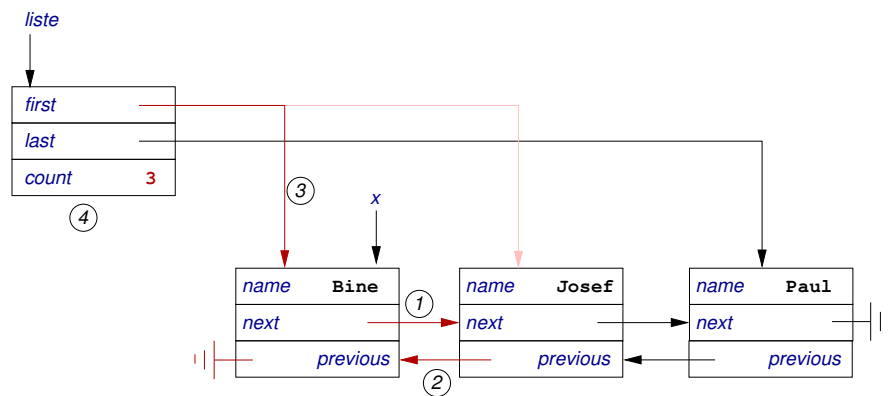 liste
first
last
count 3
3
4
x
name Bine
name Josef
name Paul
1
next
next
next
previous
previous
previous
2